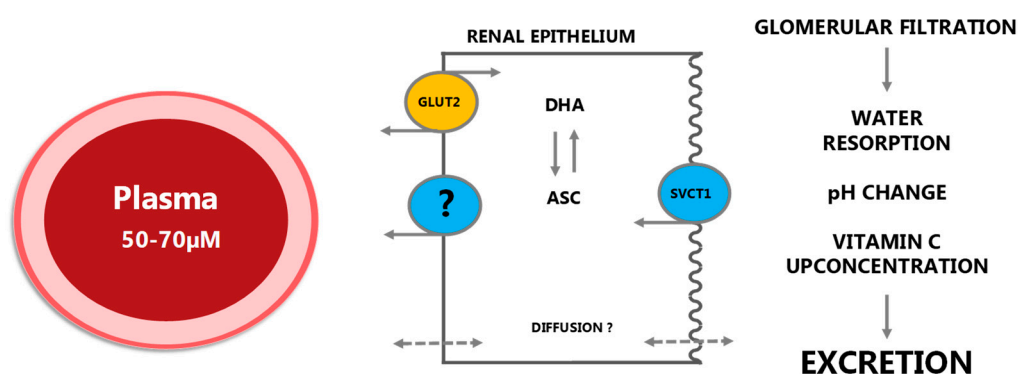 Plasma
50-70µM
RENAL EPITHELIUM
GLUT2
?
DHA
ASC
SVCT1
DIFFUSION ?
GLOMERULAR FILTRATION
WATER
RESORPTION
pH CHANGE
VITAMIN C
UPCONCENTRATION
EXCRETION